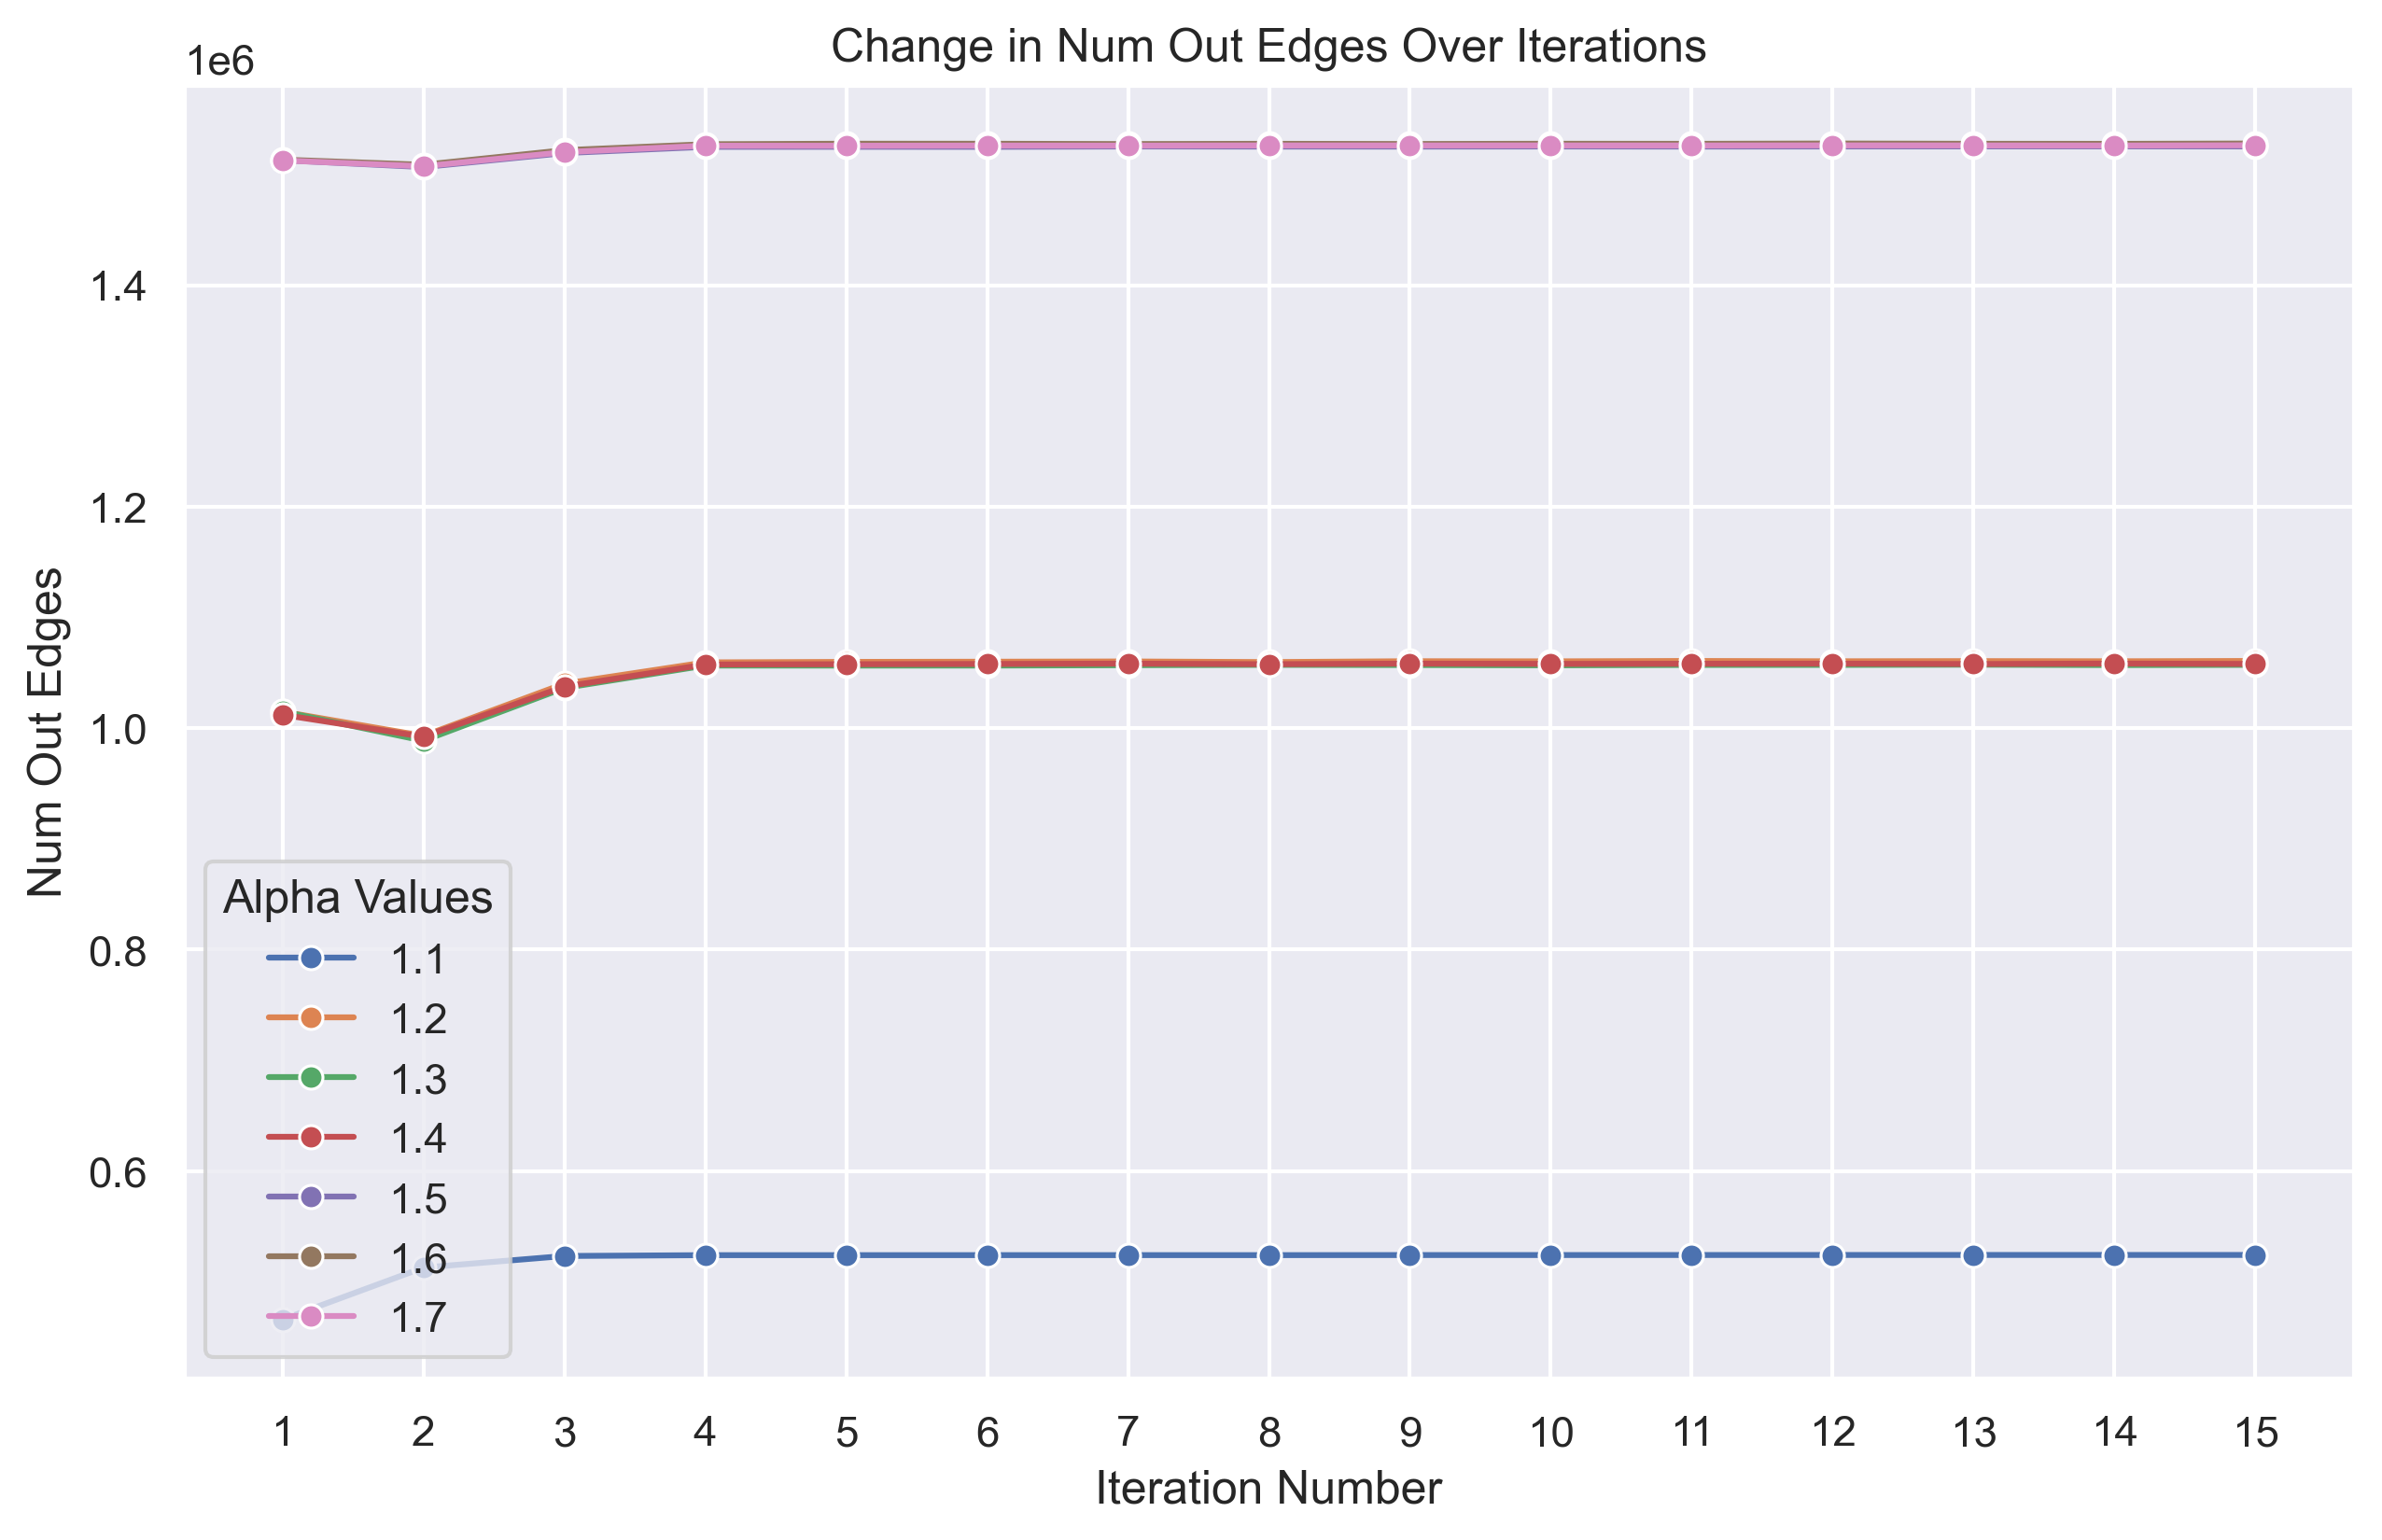 Change in Num Out Edges Over Iterations
1e6
1.4
1.2
1.0
0.8
0.6
Num Out Edges
Alpha Values
1.1
1.2
1.3
1.4
1.5
1.6
1.7
1 2 3 4 5 6 7 8 9 10 11 12 13 14 15
Iteration Number